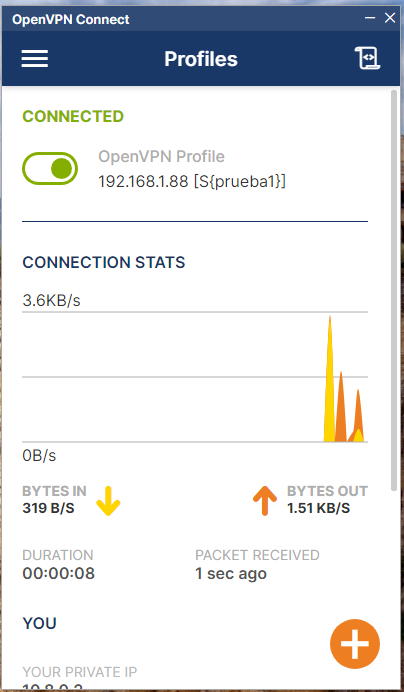 OpenVPN Connect
Profiles
CONNECTED
OpenVPN Profile
192.168.1.88 [S{prueba1}]
CONNECTION STATS
3.6KB/s
0B/s
BYTES IN
319 B/S
BYTES OUT
1.51 KB/S
DURATION
00:00:08
PACKET RECEIVED
1 sec ago
YOU
YOUR PRIVATE IP